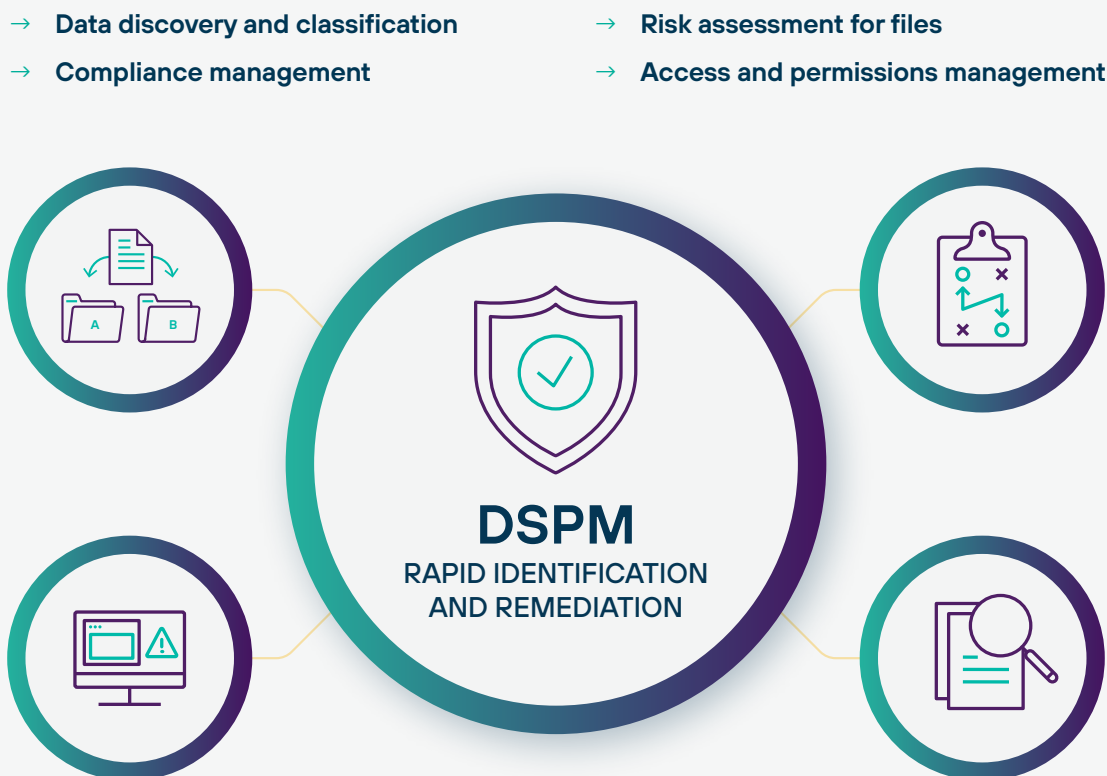 → Data discovery and classification
→ Compliance management
→ Risk assessment for files
→ Access and permissions management
A
B
DSPM
RAPID IDENTIFICATION
AND REMEDIATION